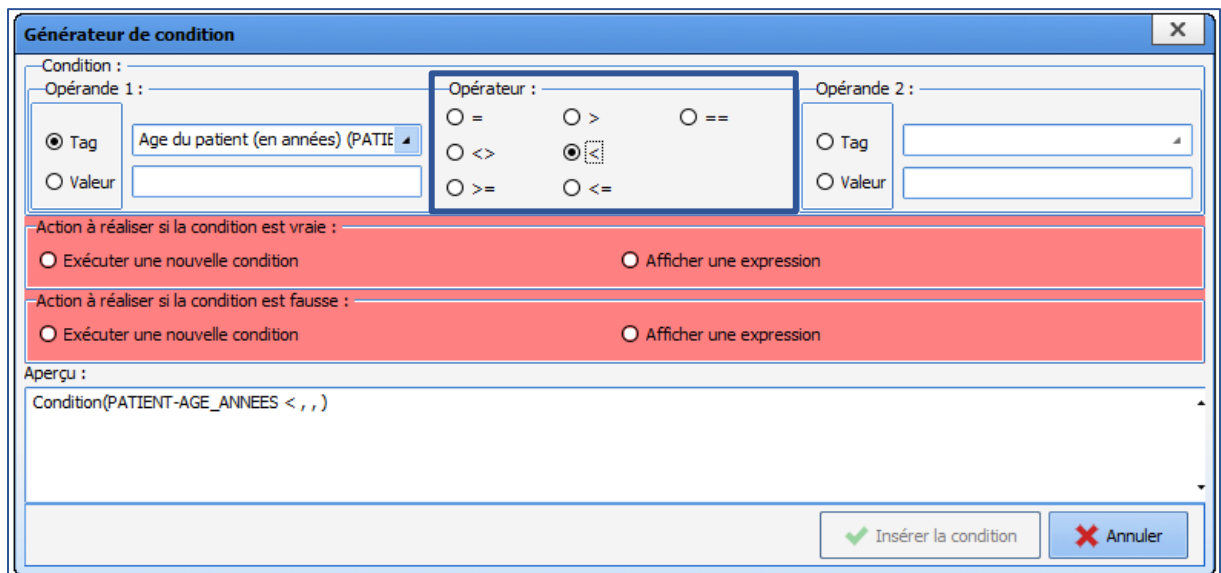 Générateur de condition
Condition :
Opérande 1 :
Opérateur :
Opérande 2 :
Tag
Age du patient (en années) (PATIE
Valeur
=
>
==
<>
<
>=
<=
Tag
Valeur
Action à réaliser si la condition est vraie :
Exécuter une nouvelle condition
Afficher une expression
Action à réaliser si la condition est fausse :
Exécuter une nouvelle condition
Afficher une expression
Aperçu :
Condition(PATIENT-AGE_ANNEES < , , )
Insérer la condition
Annuler